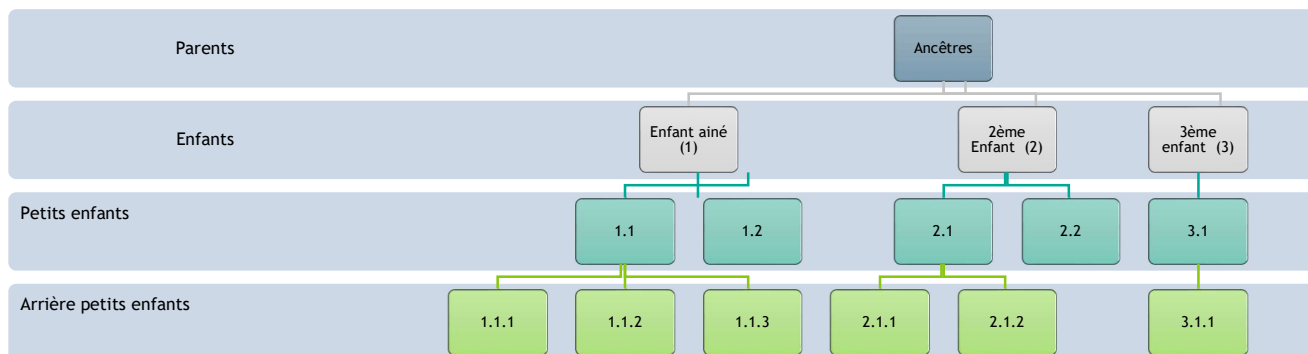 Parents
Ancêtres
Enfants
Enfant ainé
(1)
2ème
Enfant (2)
3ème
enfant (3)
Petits enfants
1.1
1.2
2.1
2.2
3.1
Arrière petits enfants
1.1.1
1.1.2
1.1.3
2.1.1
2.1.2
3.1.1